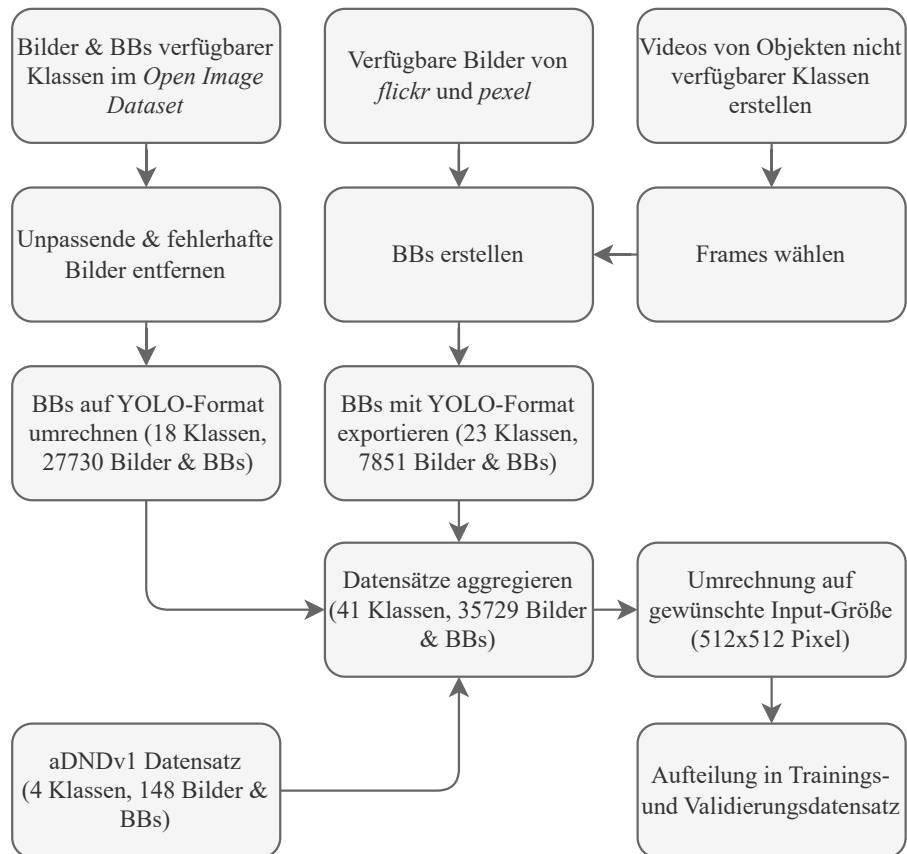 Bilder & BBs verfügbarer
Klassen im Open Image
Dataset
Verfügbare Bilder von
flickr und pexel
Videos von Objekten nicht
verfügbarer Klassen
erstellen
Unpassende & fehlerhafte
Bilder entfernen
BBs erstellen
Frames wählen
BBs auf YOLO-Format
umrechnen (18 Klassen,
27730 Bilder & BBs)
BBs mit YOLO-Format
exportieren (23 Klassen,
7851 Bilder & BBs)
Datensätze aggregieren
(41 Klassen, 35729 Bilder
& BBs)
Umrechnung auf
gewünschte Input-Größe
(512x512 Pixel)
aDNDv1 Datensatz
(4 Klassen, 148 Bilder &
BBs)
Aufteilung in Trainings-
und Validierungsdatensatz